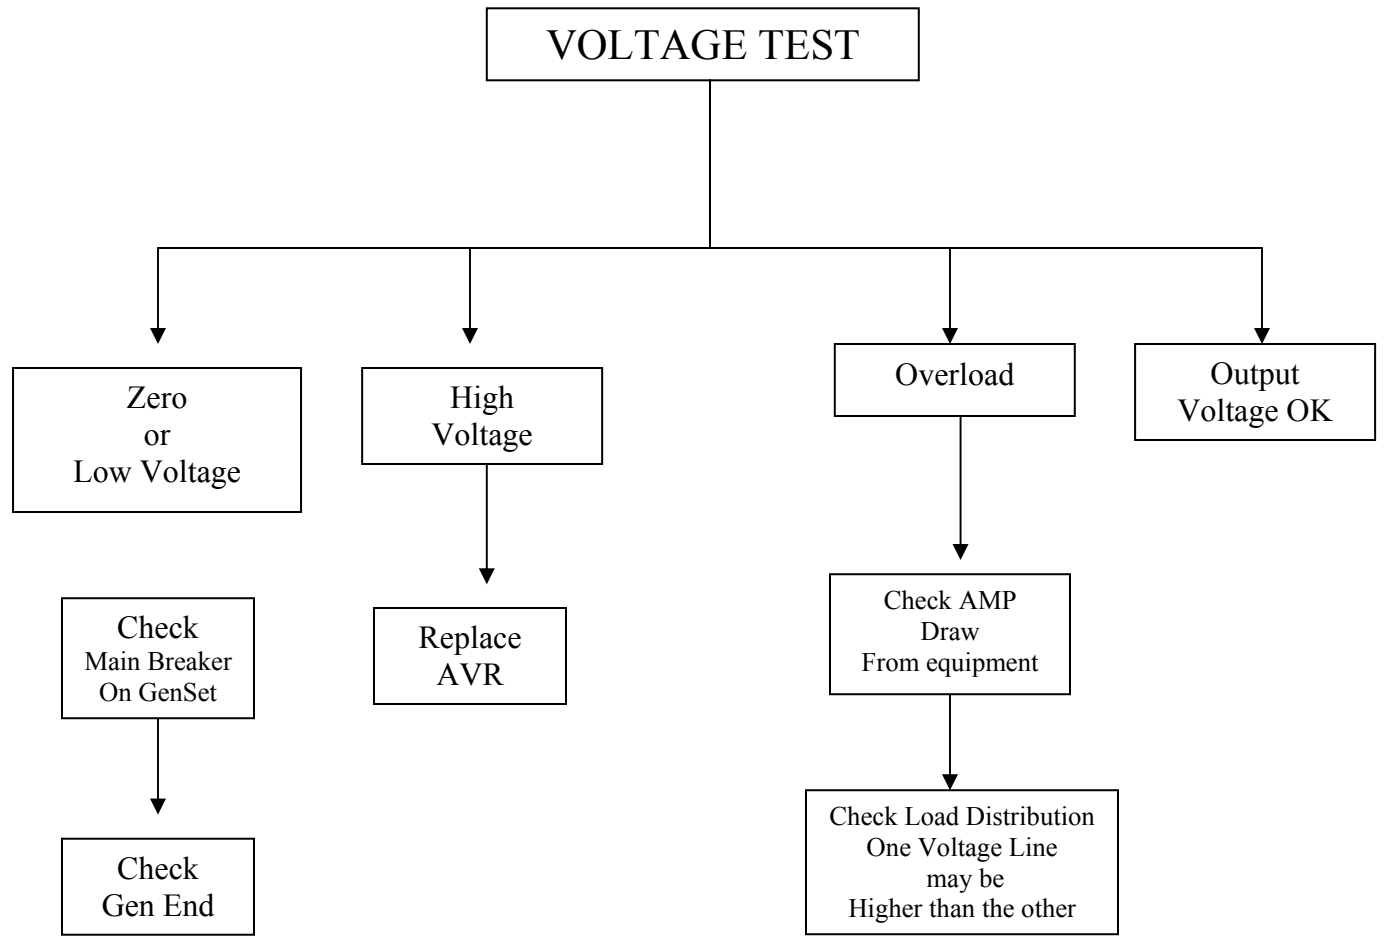 VOLTAGE TEST
Zero
or
Low Voltage
High
Voltage
Overload
Output
Voltage OK
Check
Main Breaker
On GenSet
Replace
AVR
Check AMP
Draw
From equipment
Check
Gen End
Check Load Distribution
One Voltage Line
may be
Higher than the other